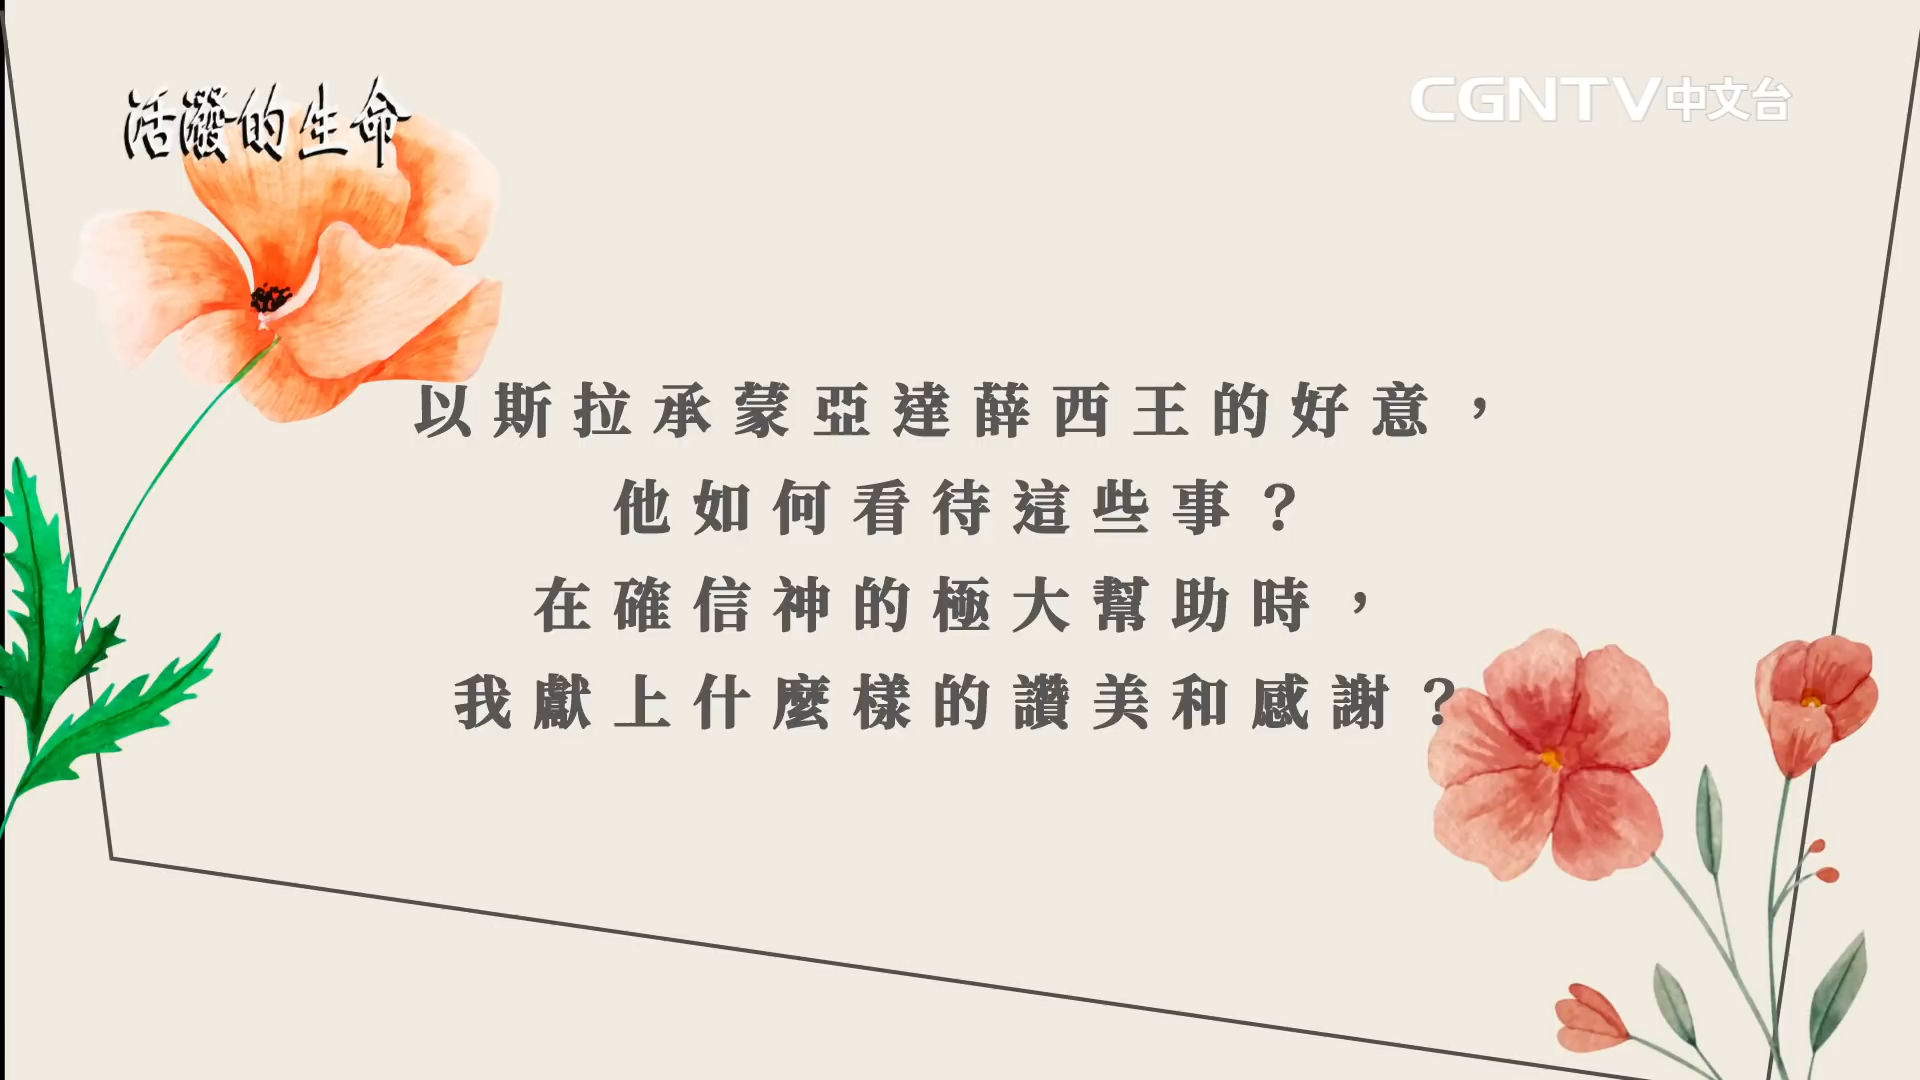 活潑的生命
CGNTV中文台
以斯拉承蒙亞達薛西王的好意，
他如何看待這些事？
在確信神的極大幫助時，
我獻上什麼樣的讚美和感謝？